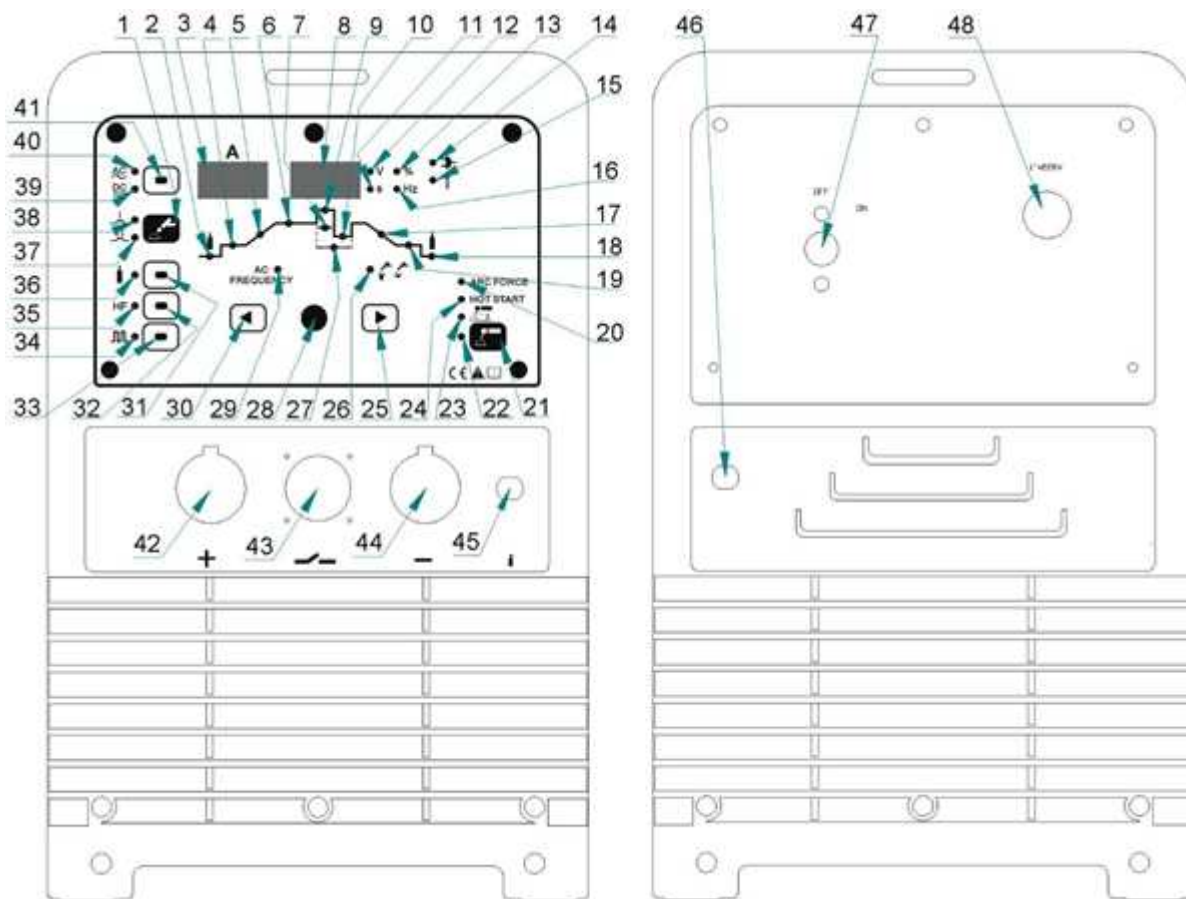 1 2 3 4 5 6 7 8 9 10 11 12 13 14 15
46 47 48
41
40
39
38
37
36
35
34
33 32 31 30 29 28 27 26 25 24 23 22 21
16
17
18
19
20
A
V %
s Hz
AC
DC
HF
AC
FREQUENCY
ARC FORCE
HOT START
CE
OFF
ON
42 43 44 45
+ − i